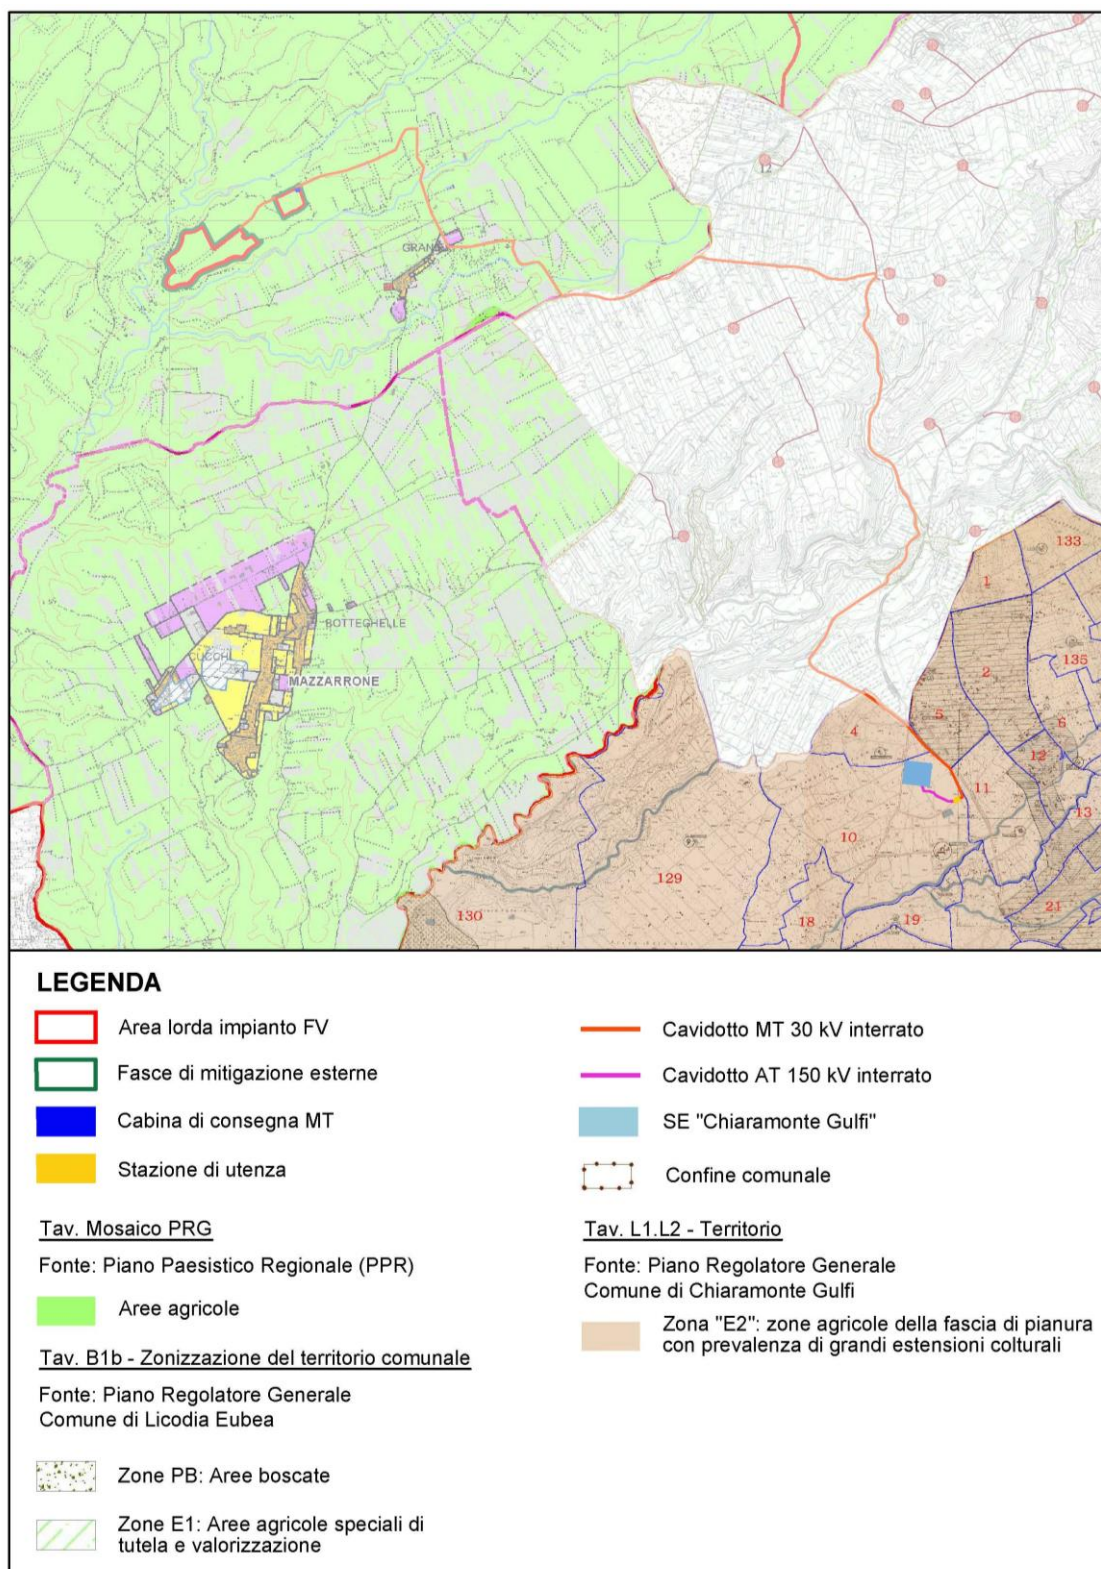 12
GRAN
133
1
135
2
BOTTEGHELLE
MAZZARRONE
5
6
4
12
11
13
10
129
130
18
19
21
LEGENDA
Area lorda impianto FV
Fasce di mitigazione esterne
Cabina di consegna MT
Stazione di utenza
Tav. Mosaico PRG
Fonte: Piano Paesistico Regionale (PPR)
Aree agricole
Tav. B1b - Zonizzazione del territorio comunale
Fonte: Piano Regolatore Generale
Comune di Licodia Eubea
Zone PB: Aree boscate
Zone E1: Aree agricole speciali di
tutela e valorizzazione
Cavidotto MT 30 kV interrato
Cavidotto AT 150 kV interrato
SE "Chiaramonte Gulfi"
Confine comunale
Tav. L1.L2 - Territorio
Fonte: Piano Regolatore Generale
Comune di Chiaramonte Gulfi
Zona "E2": zone agricole della fascia di pianura
con prevalenza di grandi estensioni colturali